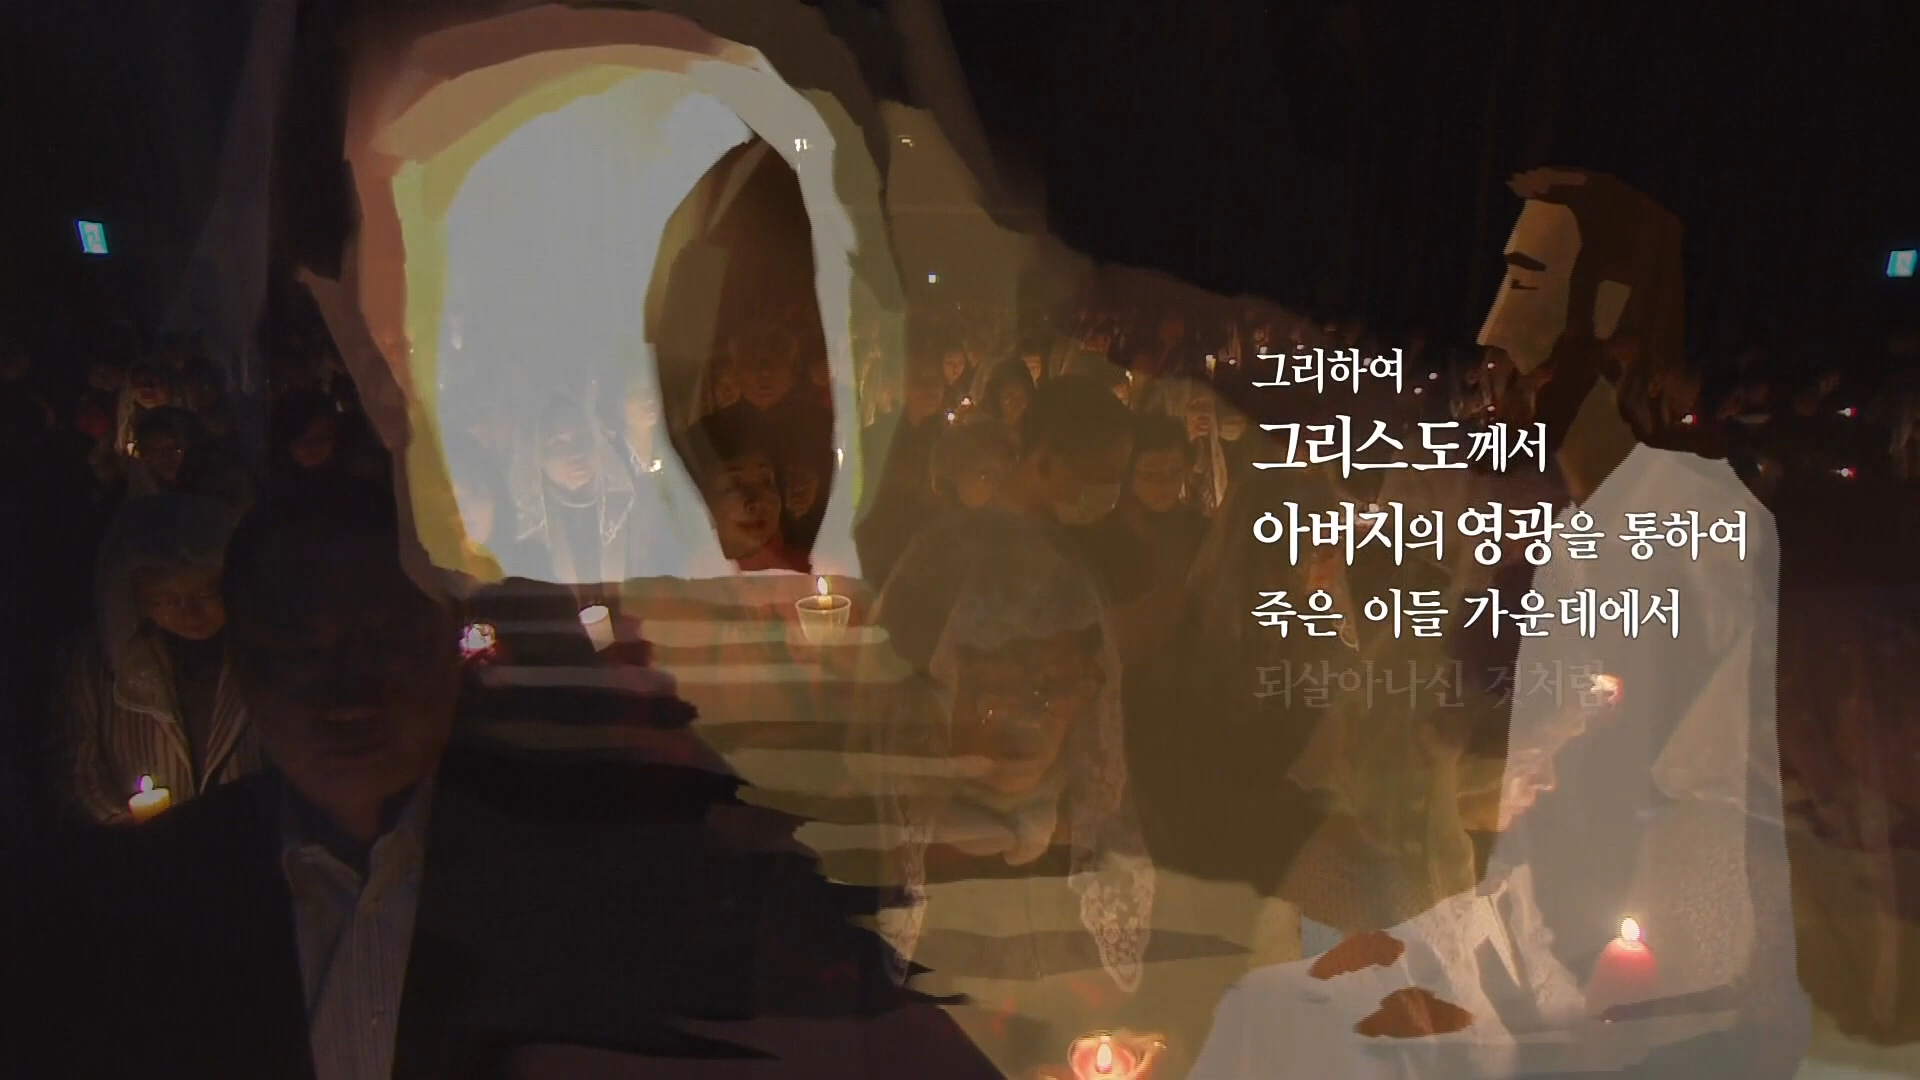 그리하여
그리스도께서
아버지의 영광을 통하여
죽은 이들 가운데에서
되살아나신 것처럼